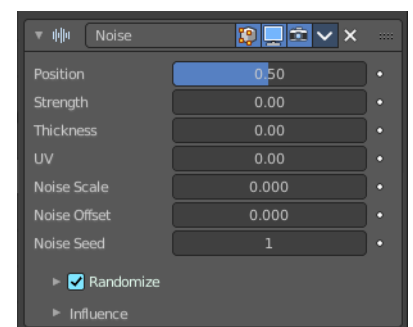 Noise
Position 0.50
Strength 0.00
Thickness 0.00
UV 0.00
Noise Scale 0.000
Noise Offset 0.000
Noise Seed 1
Randomize
Influence